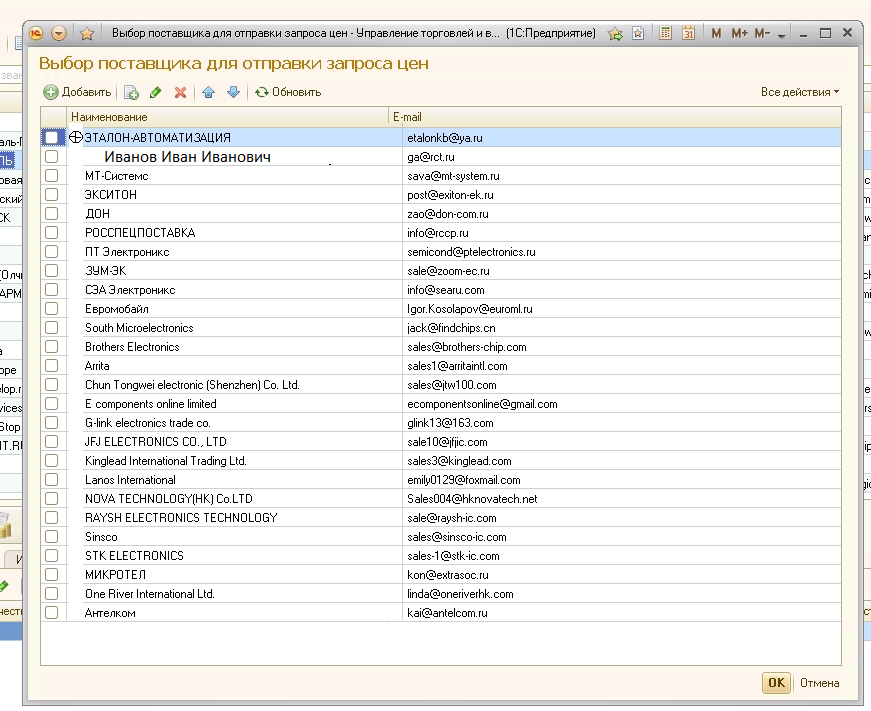 Выбор поставщика для отправки запроса цен - Управление торговлей и в... (1С:Предприятие)
M M+ M-
Выбор поставщика для отправки запроса цен
Добавить Обновить Все действия
Наименование E-mail
ЭТАЛОН-АВТОМАТИЗАЦИЯ etalonkb@ya.ru
Иванов Иван Иванович ga@rct.ru
МТ-Системс sava@mt-system.ru
ЭКСИТОН post@exiton-ek.ru
ДОН zao@don-com.ru
РОССПЕЦПОСТАВКА info@rccp.ru
ПТ Электроникс semicond@ptelectronics.ru
ЗУМ-ЭК sale@zoom-ec.ru
СЭА Электроникс info@searu.com
Евромобайл Igor.Kosolapov@euroml.ru
South Microelectronics jack@findchips.cn
Brothers Electronics sales@brothers-chip.com
Arrita sales1@arritaintl.com
Chun Tongwei electronic (Shenzhen) Co. Ltd. sales@jtw100.com
E components online limited ecomponentsonline@gmail.com
G-link electronics trade co. glink13@163.com
JFJ ELECTRONICS CO., LTD sale10@jfjic.com
Kinglead International Trading Ltd. sales3@kinglead.com
Lanos International emily0129@foxmail.com
NOVA TECHNOLOGY(HK) Co.LTD Sales004@hknovatech.net
RAYSH ELECTRONICS TECHNOLOGY sale@raysh-ic.com
Sinsco sales@sinsco-ic.com
STK ELECTRONICS sales-1@stk-ic.com
МИКРОТЕЛ kon@extrasoc.ru
One River International Ltd. linda@oneriverhk.com
Антелком kai@antelcom.ru
OK Отмена